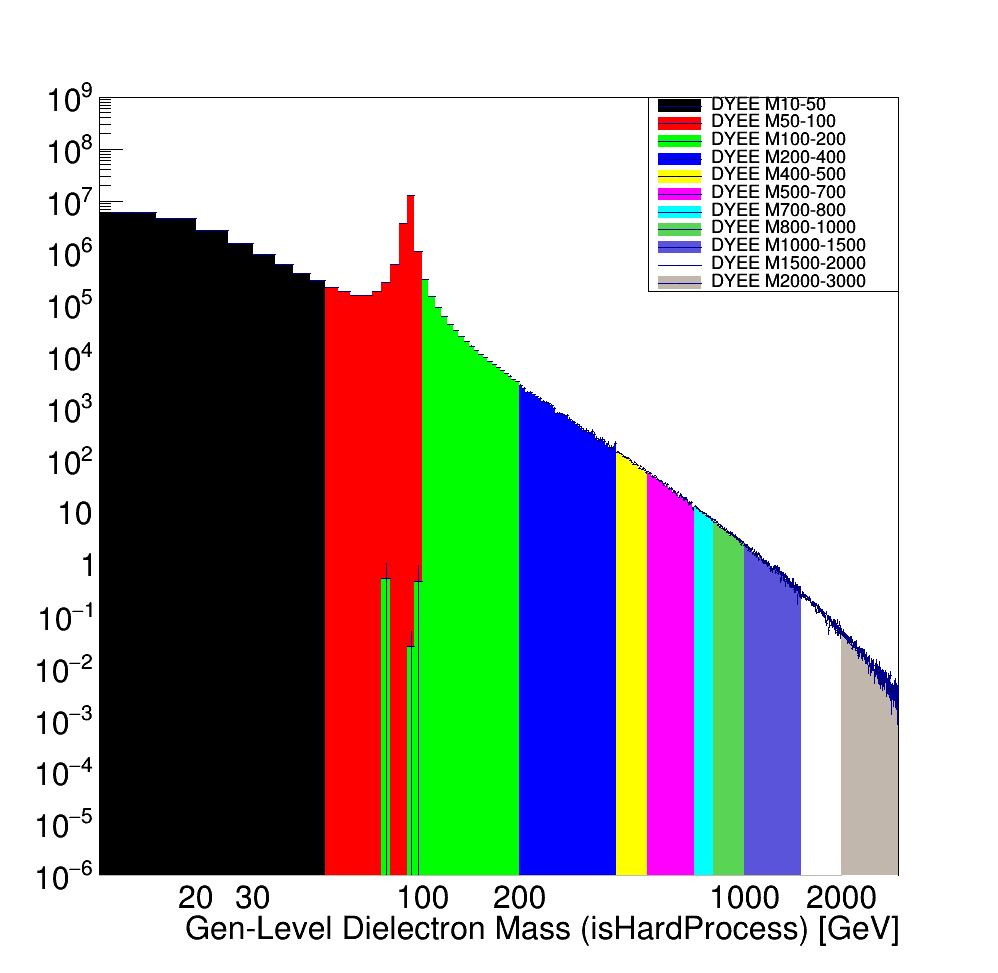 10^9
10^8
10^7
10^6
10^5
10^4
10^3
10^2
10
1
10^−1
10^−2
10^−3
10^−4
10^−5
10^−6
DYEE M10-50
DYEE M50-100
DYEE M100-200
DYEE M200-400
DYEE M400-500
DYEE M500-700
DYEE M700-800
DYEE M800-1000
DYEE M1000-1500
DYEE M1500-2000
DYEE M2000-3000
20 30 100 200 1000 2000
Gen-Level Dielectron Mass (isHardProcess) [GeV]